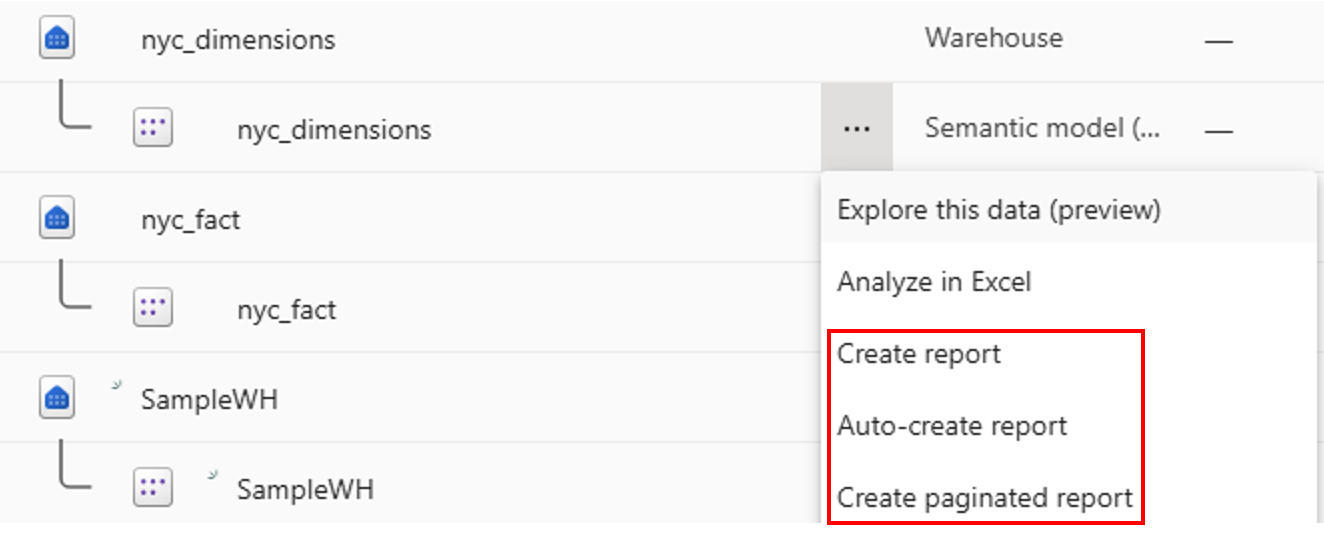 nyc_dimensions Warehouse —
nyc_dimensions ... Semantic model (... —
nyc_fact
Explore this data (preview)
Analyze in Excel
nyc_fact
Create report
SampleWH
Auto-create report
SampleWH
Create paginated report